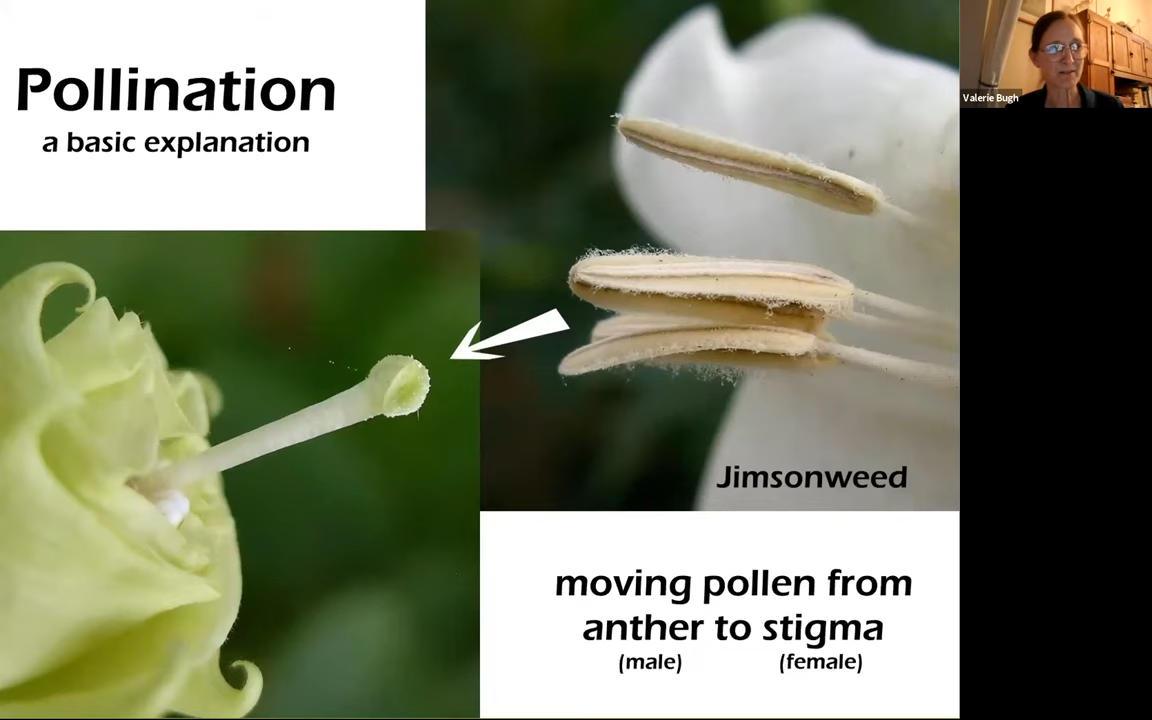 Pollination
a basic explanation
Valerie Bugh
Jimsonweed
moving pollen from
anther to stigma
(male) (female)